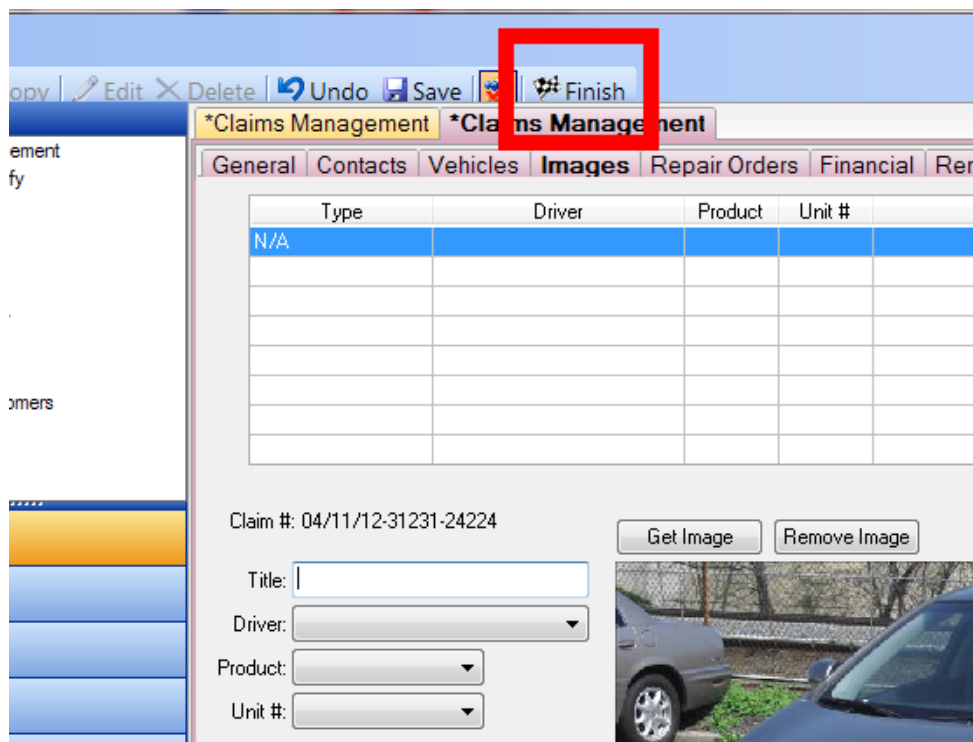 opy Edit Delete Undo Save Finish
*Claims Management *Claims Management
ement
fy
General Contacts Vehicles Images Repair Orders Financial Rer
Type Driver Product Unit #
N/A
omers
Claim #: 04/11/12-31231-24224
Get Image Remove Image
Title:
Driver:
Product:
Unit #: